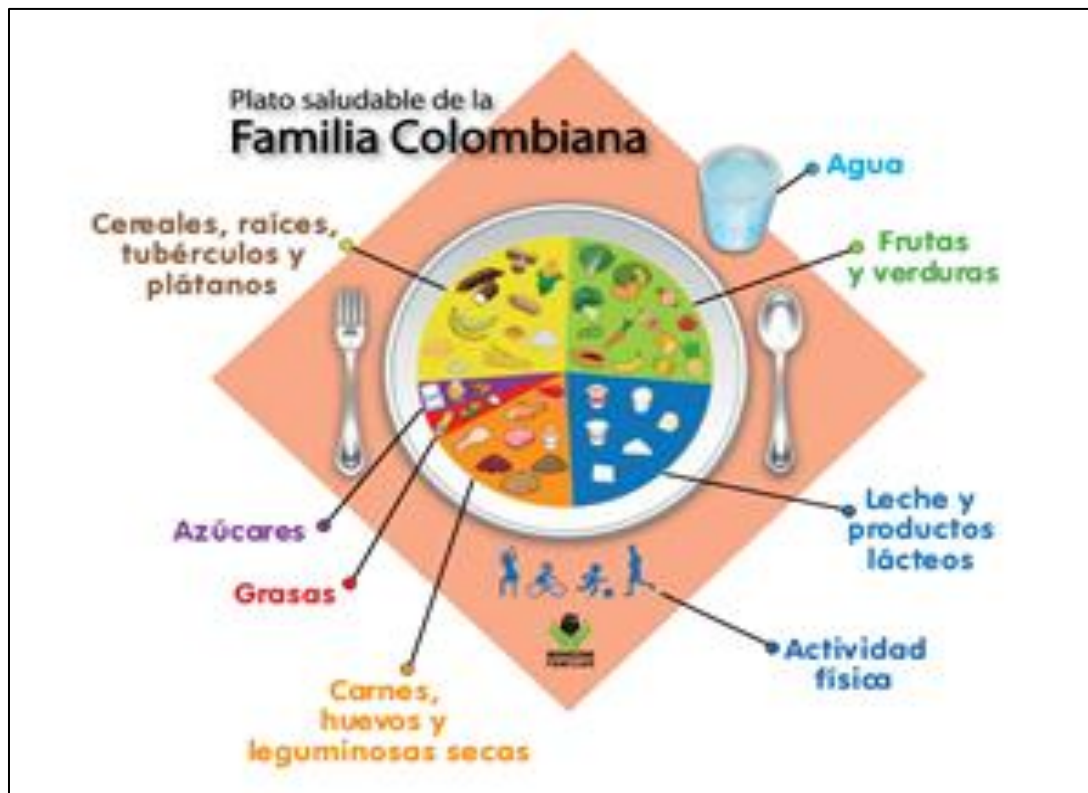 Plato saludable de la
Familia Colombiana
Agua
Cereales, raíces,
tubérculos y
plátanos
Frutas
y verduras
Azúcares
Leche y
productos
lácteos
Grasas
Actividad
física
Carnes,
huevos y
leguminosas secas